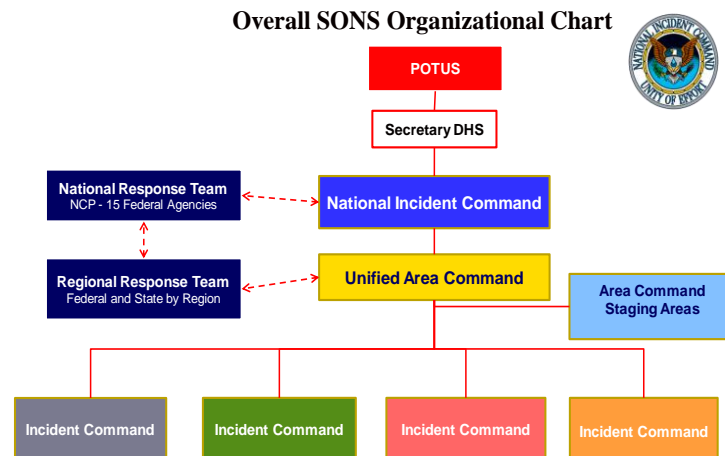 Overall SONS Organizational Chart
NATIONAL INCIDENT COMMAND
UNITY OF EFFORT
POTUS
Secretary DHS
National Response Team
NCP - 15 Federal Agencies
National Incident Command
Regional Response Team
Federal and State by Region
Unified Area Command
Area Command
Staging Areas
Incident Command
Incident Command
Incident Command
Incident Command